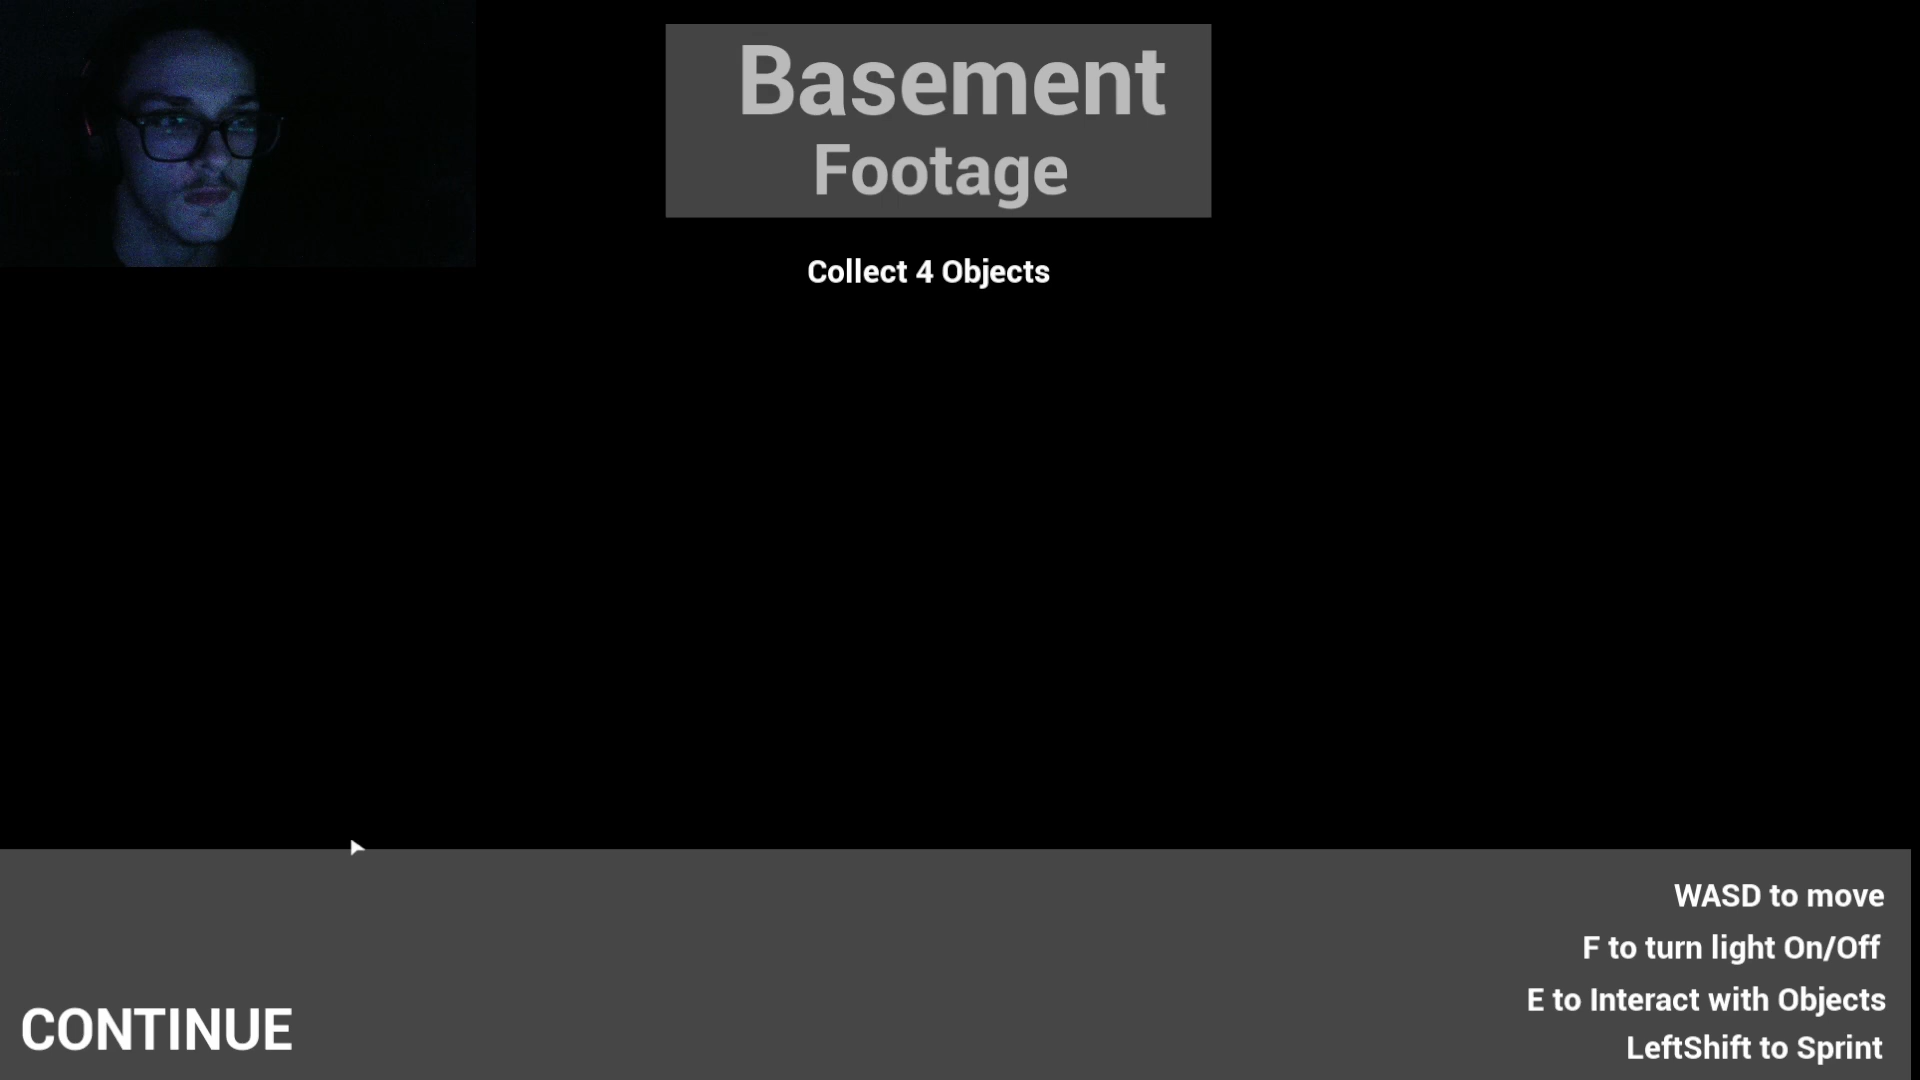 Basement
Footage
Collect 4 Objects
WASD to move
F to turn light On/Off
E to Interact with Objects
LeftShift to Sprint
CONTINUE